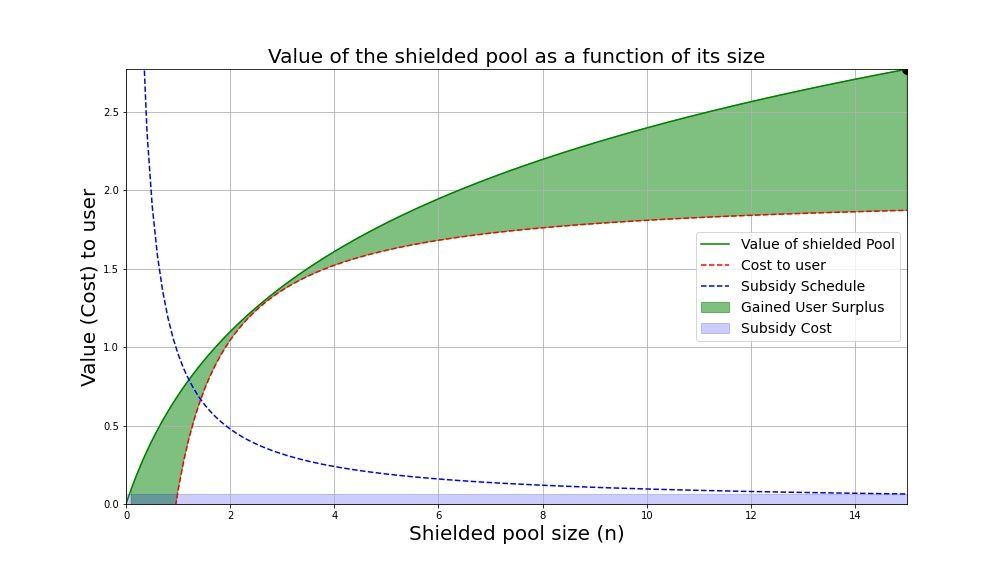 Value of the shielded pool as a function of its size
Value (Cost) to user
2.5
2.0
1.5
1.0
0.5
0.0
Value of shielded Pool
Cost to user
Subsidy Schedule
Gained User Surplus
Subsidy Cost
0 2 4 6 8 10 12 14
Shielded pool size (n)